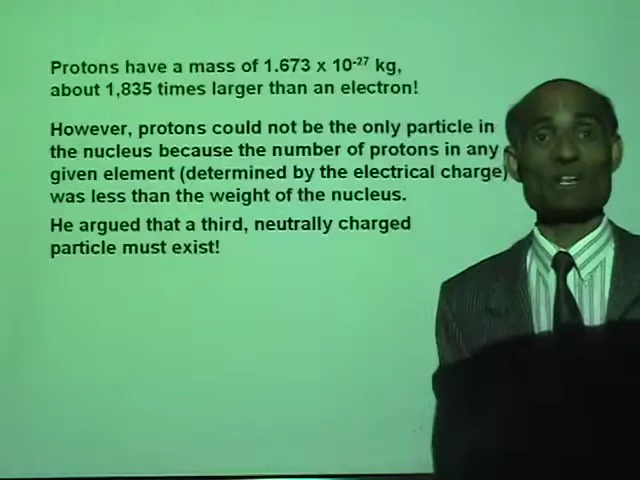 Protons have a mass of 1.673 x 10⁻²⁷ kg,
about 1,835 times larger than an electron!
However, protons could not be the only particle in
the nucleus because the number of protons in any
given element (determined by the electrical charge)
was less than the weight of the nucleus.
He argued that a third, neutrally charged
particle must exist!